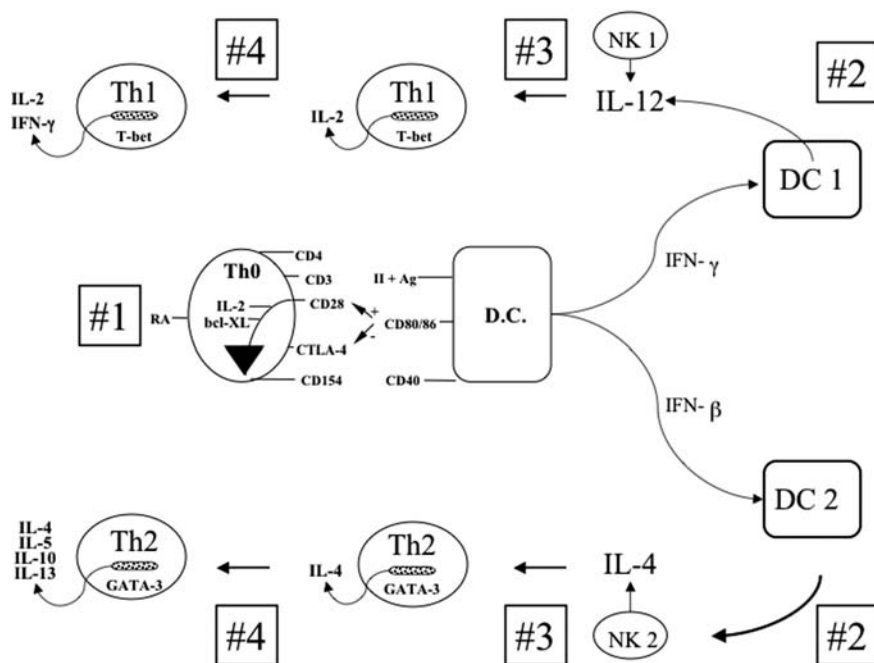 #4
#3
NK 1
#2
IL-2
IFN-γ
Th1
T-bet
IL-2
Th1
T-bet
IL-12
DC 1
IFN- γ
#1
RA
Th0
IL-2
bcl-XL
CD4
CD3
CD28
CTLA-4
CD154
+
-
II + Ag
CD80/86
CD40
D.C.
IFN- β
DC 2
IL-4
IL-5
IL-10
IL-13
Th2
GATA-3
IL-4
Th2
GATA-3
IL-4
NK 2
#4
#3
#2